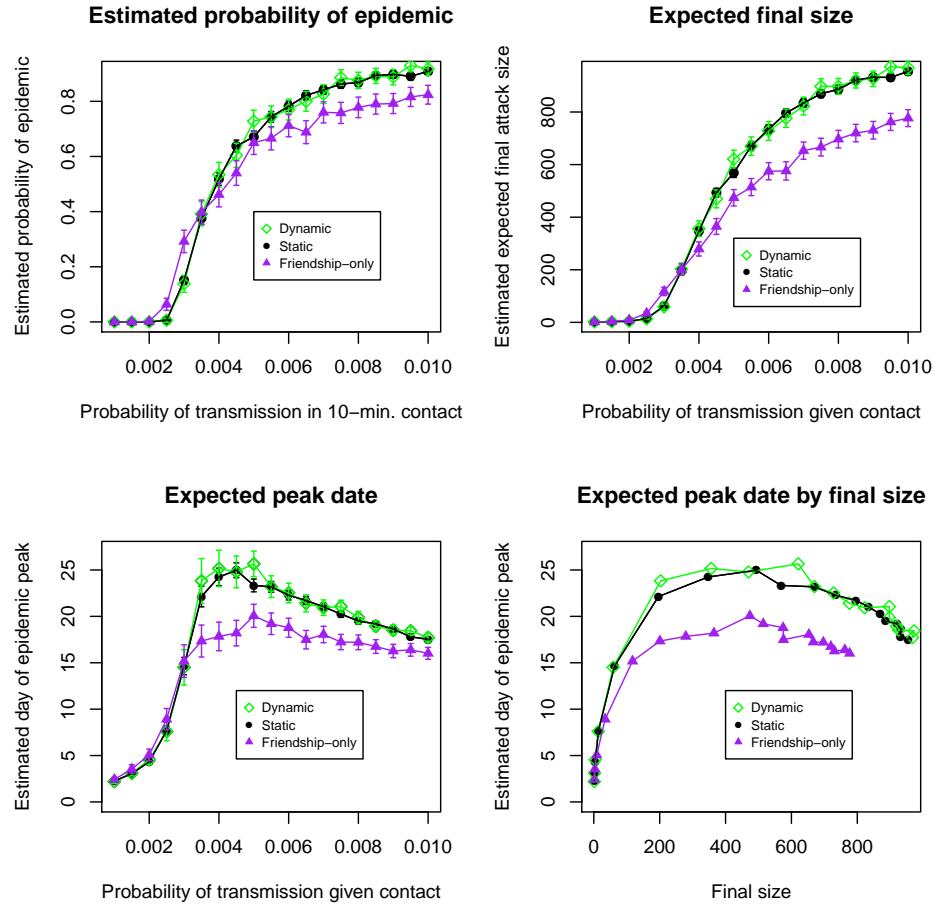 Estimated probability of epidemic
Estimated probability of epidemic
0.0 0.2 0.4 0.6 0.8
Dynamic
Static
Friendship−only
0.002 0.004 0.006 0.008 0.010
Probability of transmission in 10−min. contact
Expected final size
Estimated expected final attack size
0 200 400 600 800
Dynamic
Static
Friendship−only
0.002 0.004 0.006 0.008 0.010
Probability of transmission given contact
Expected peak date
Estimated day of epidemic peak
0 5 10 15 20 25
Dynamic
Static
Friendship−only
0.002 0.004 0.006 0.008 0.010
Probability of transmission given contact
Expected peak date by final size
Estimated day of epidemic peak
0 5 10 15 20 25
Dynamic
Static
Friendship−only
0 200 400 600 800
Final size